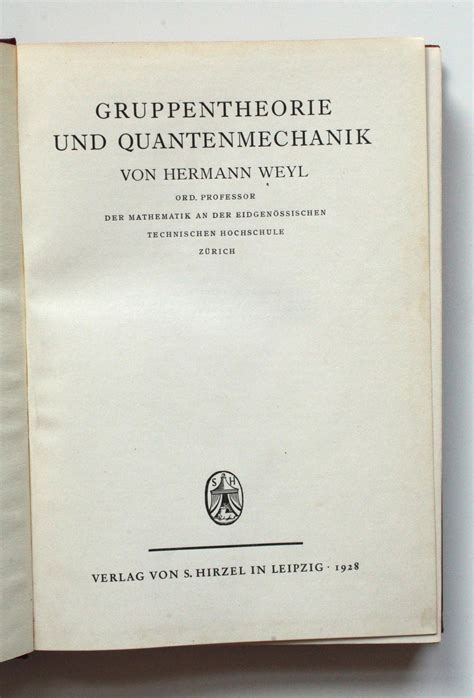 GRUPPENTHEORIE
UND QUANTENMECHANIK
VON HERMANN WEYL
ORD. PROFESSOR
DER MATHEMATIK AN DER EIDGENÖSSISCHEN
TECHNISCHEN HOCHSCHULE
ZÜRICH
S H
VERLAG VON S. HIRZEL IN LEIPZIG · 1928